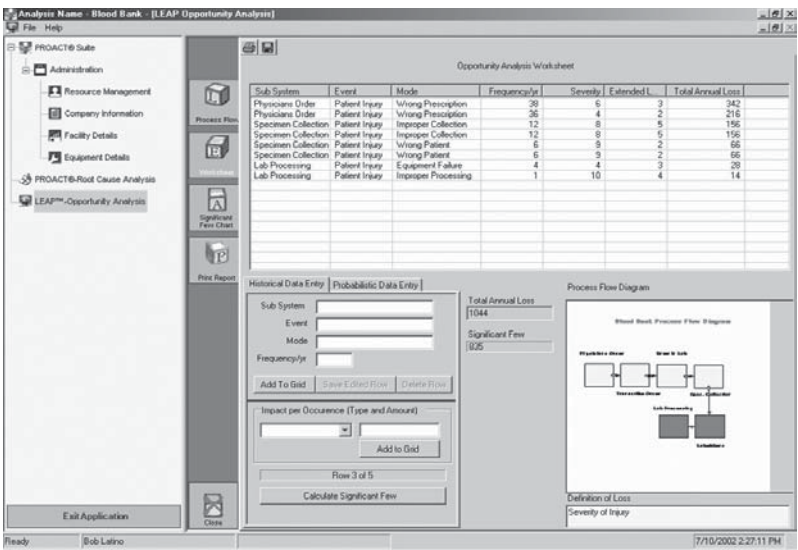 Analysis Name - Blood Bank - [LEAP Opportunity Analysis]
File Help
PROACT® Suite
Administration
Resource Management
Company Information
Facility Details
Equipment Details
PROACT®-Root Cause Analysis
LEAP™-Opportunity Analysis
Exit Application
Process Flow
Worksheet
Significant
Few Chart
Print Report
Close
Opportunity Analysis Worksheet
Sub System Event Mode Frequency/yr Severity Extended L... Total Annual Loss
Physicians Order Patient Injury Wrong Prescription 38 6 3 342
Physicians Order Patient Injury Wrong Prescription 36 4 2 216
Specimen Collection Patient Injury Improper Collection 12 8 5 156
Specimen Collection Patient Injury Improper Collection 12 8 5 156
Specimen Collection Patient Injury Wrong Patient 6 9 2 66
Specimen Collection Patient Injury Wrong Patient 6 9 2 66
Lab Processing Patient Injury Equipment Failure 4 4 3 28
Lab Processing Patient Injury Improper Processing 1 10 4 14
Historical Data Entry Probabilistic Data Entry
Sub System
Event
Mode
Frequency/yr
Add To Grid Save Edited Row Delete Row
Impact per Occurence (Type and Amount)
Add to Grid
Row 3 of 5
Calculate Significant Few
Total Annual Loss
1044
Significant Few
835
Process Flow Diagram
Blood Bank Process Flow Diagram
Physicians Order
Lab Processing
Definition of Loss
Severity of Injury
Ready Bob Latino 7/10/2002 2:27:11 PM